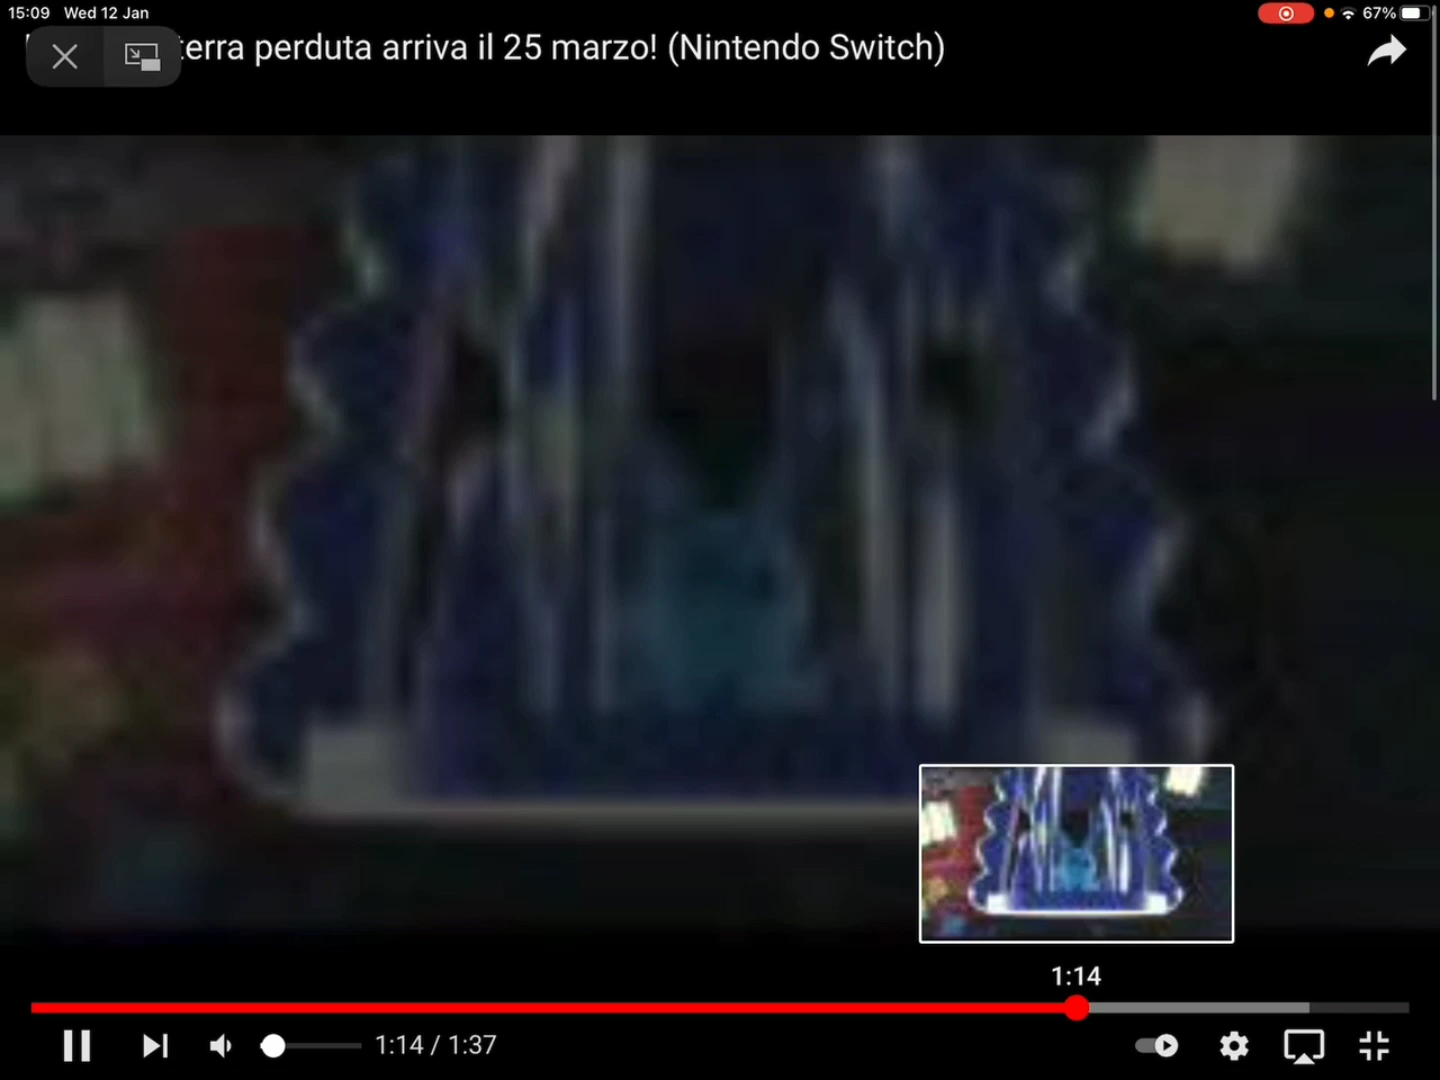 15:09 Wed 12 Jan
67%
terra perduta arriva il 25 marzo! (Nintendo Switch)
1:14
1:14 / 1:37